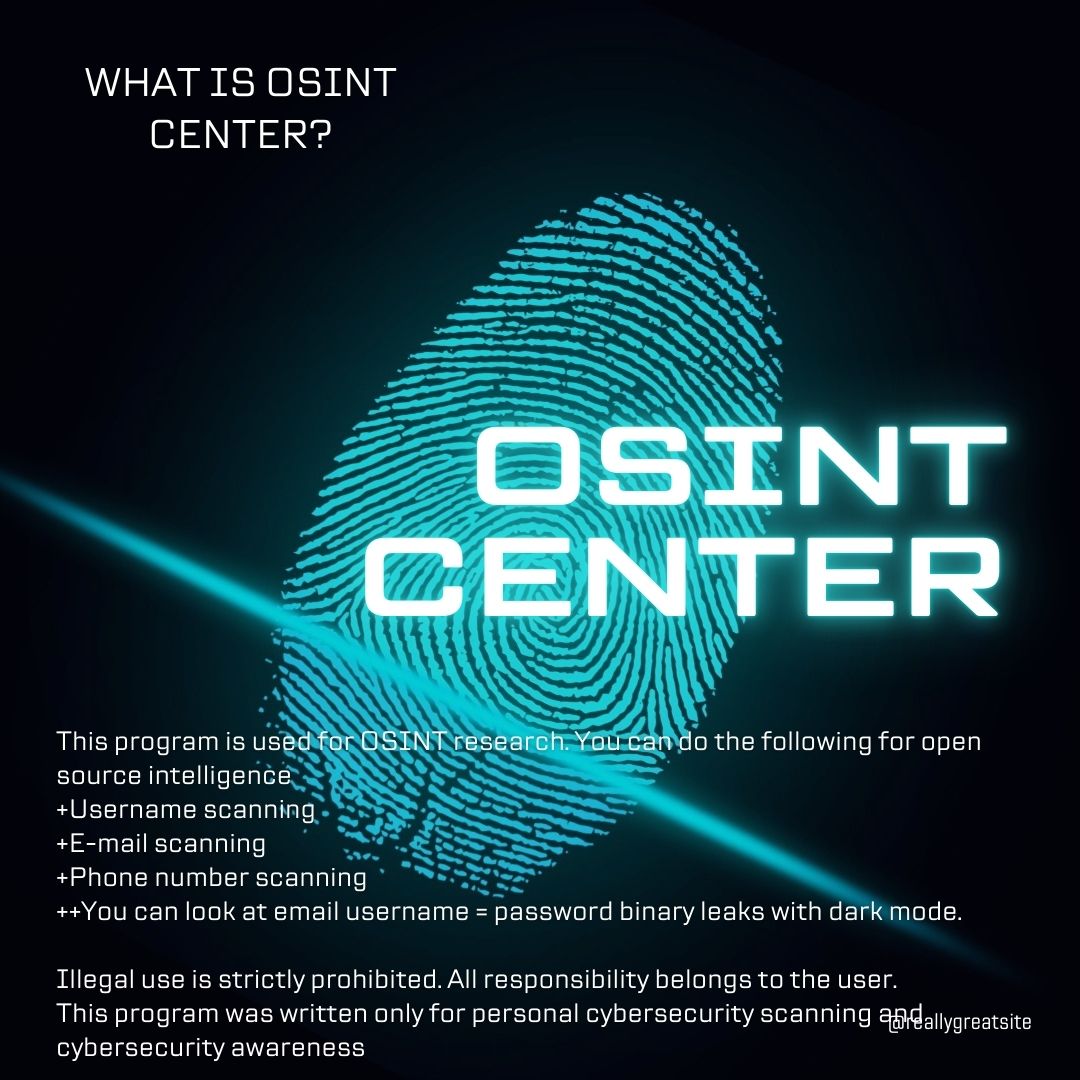 WHAT IS OSINT
CENTER?
OSINT
CENTER
This program is used for OSINT research. You can do the following for open
source intelligence
+Username scanning
+E-mail scanning
+Phone number scanning
++You can look at email username = password binary leaks with dark mode.
Illegal use is strictly prohibited. All responsibility belongs to the user.
This program was written only for personal cybersecurity scanning and
@reallygreatsite
cybersecurity awareness